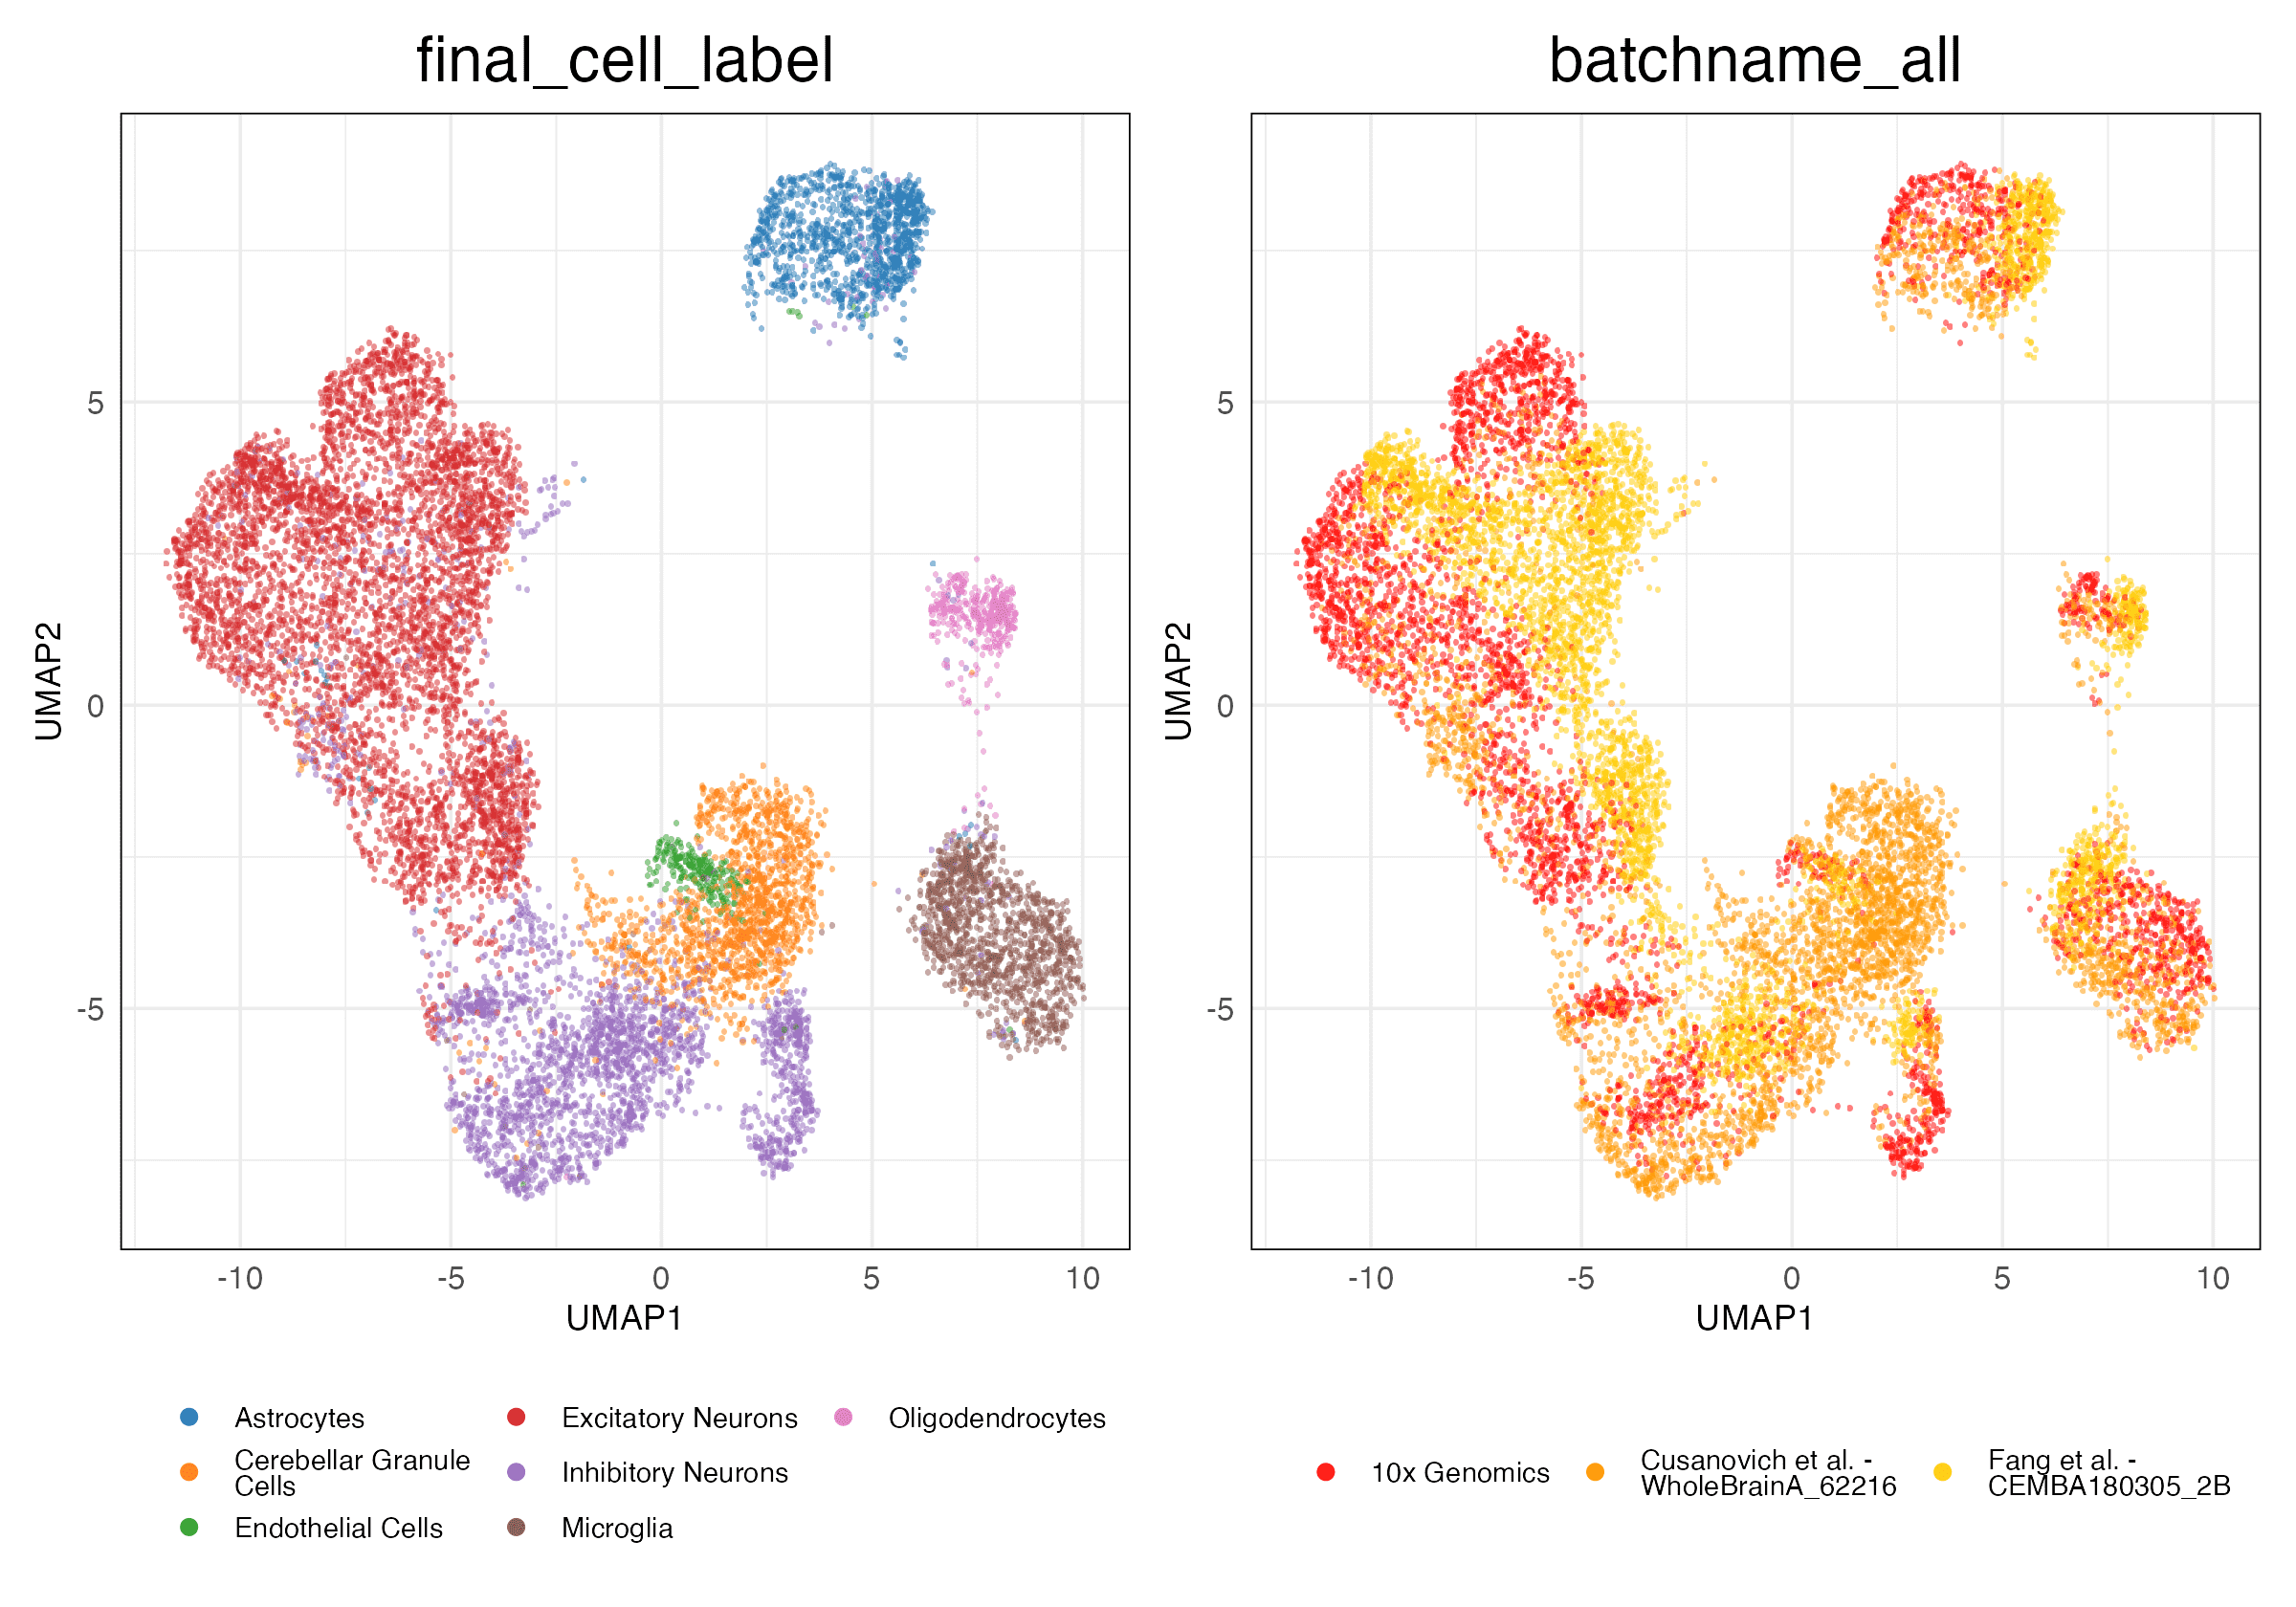 final_cell_label
batchname_all
5
0
-5
UMAP2
-10
-5
0
5
10
UMAP1
5
0
-5
UMAP2
-10
-5
0
5
10
UMAP1
Astrocytes
Cerebellar Granule
Cells
Endothelial Cells
Excitatory Neurons
Inhibitory Neurons
Microglia
Oligodendrocytes
10x Genomics
Cusanovich et al. -
WholeBrainA_62216
Fang et al. -
CEMBA180305_2B